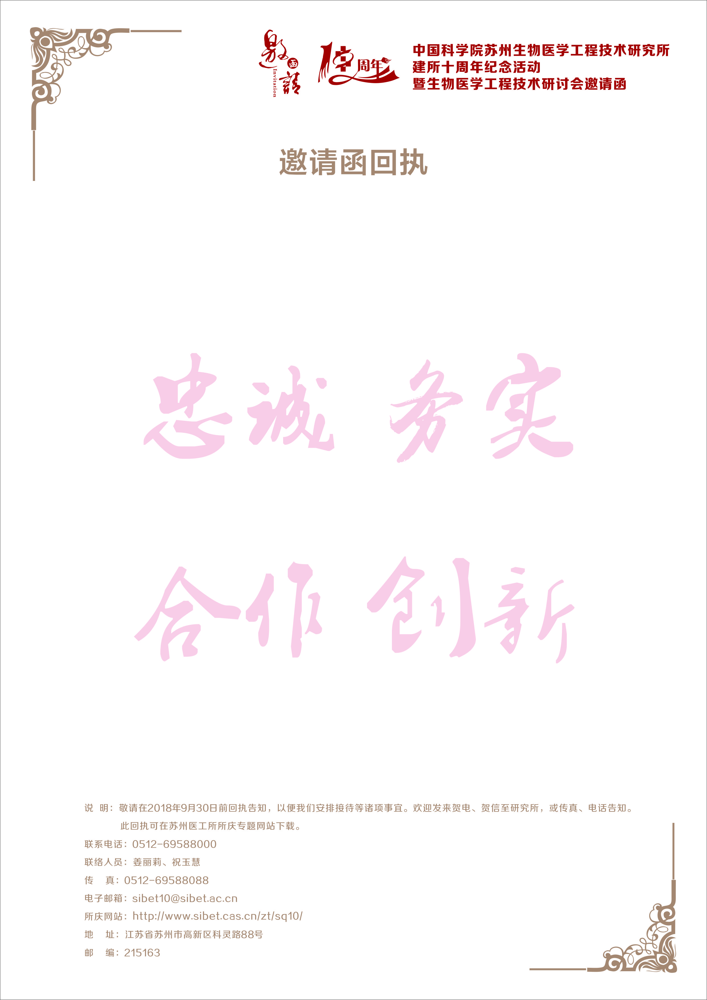 邀请函
Invitation
10周年
中国科学院苏州生物医学工程技术研究所
建所十周年纪念活动
暨生物医学工程技术研讨会邀请函
邀请函回执
忠诚 务实
合作 创新
说 明：敬请在2018年9月30日前回执告知，以便我们安排接待等诸项事宜。欢迎发来贺电、贺信至研究所，或传真、电话告知。
此回执可在苏州医工所所庆专题网站下载。
联系电话：0512-69588000
联络人员：姜丽莉、祝玉慧
传 真：0512-69588088
电子邮箱：sibet10@sibet.ac.cn
所庆网站：http://www.sibet.cas.cn/zt/sq10/
地 址：江苏省苏州市高新区科灵路88号
邮 编：215163